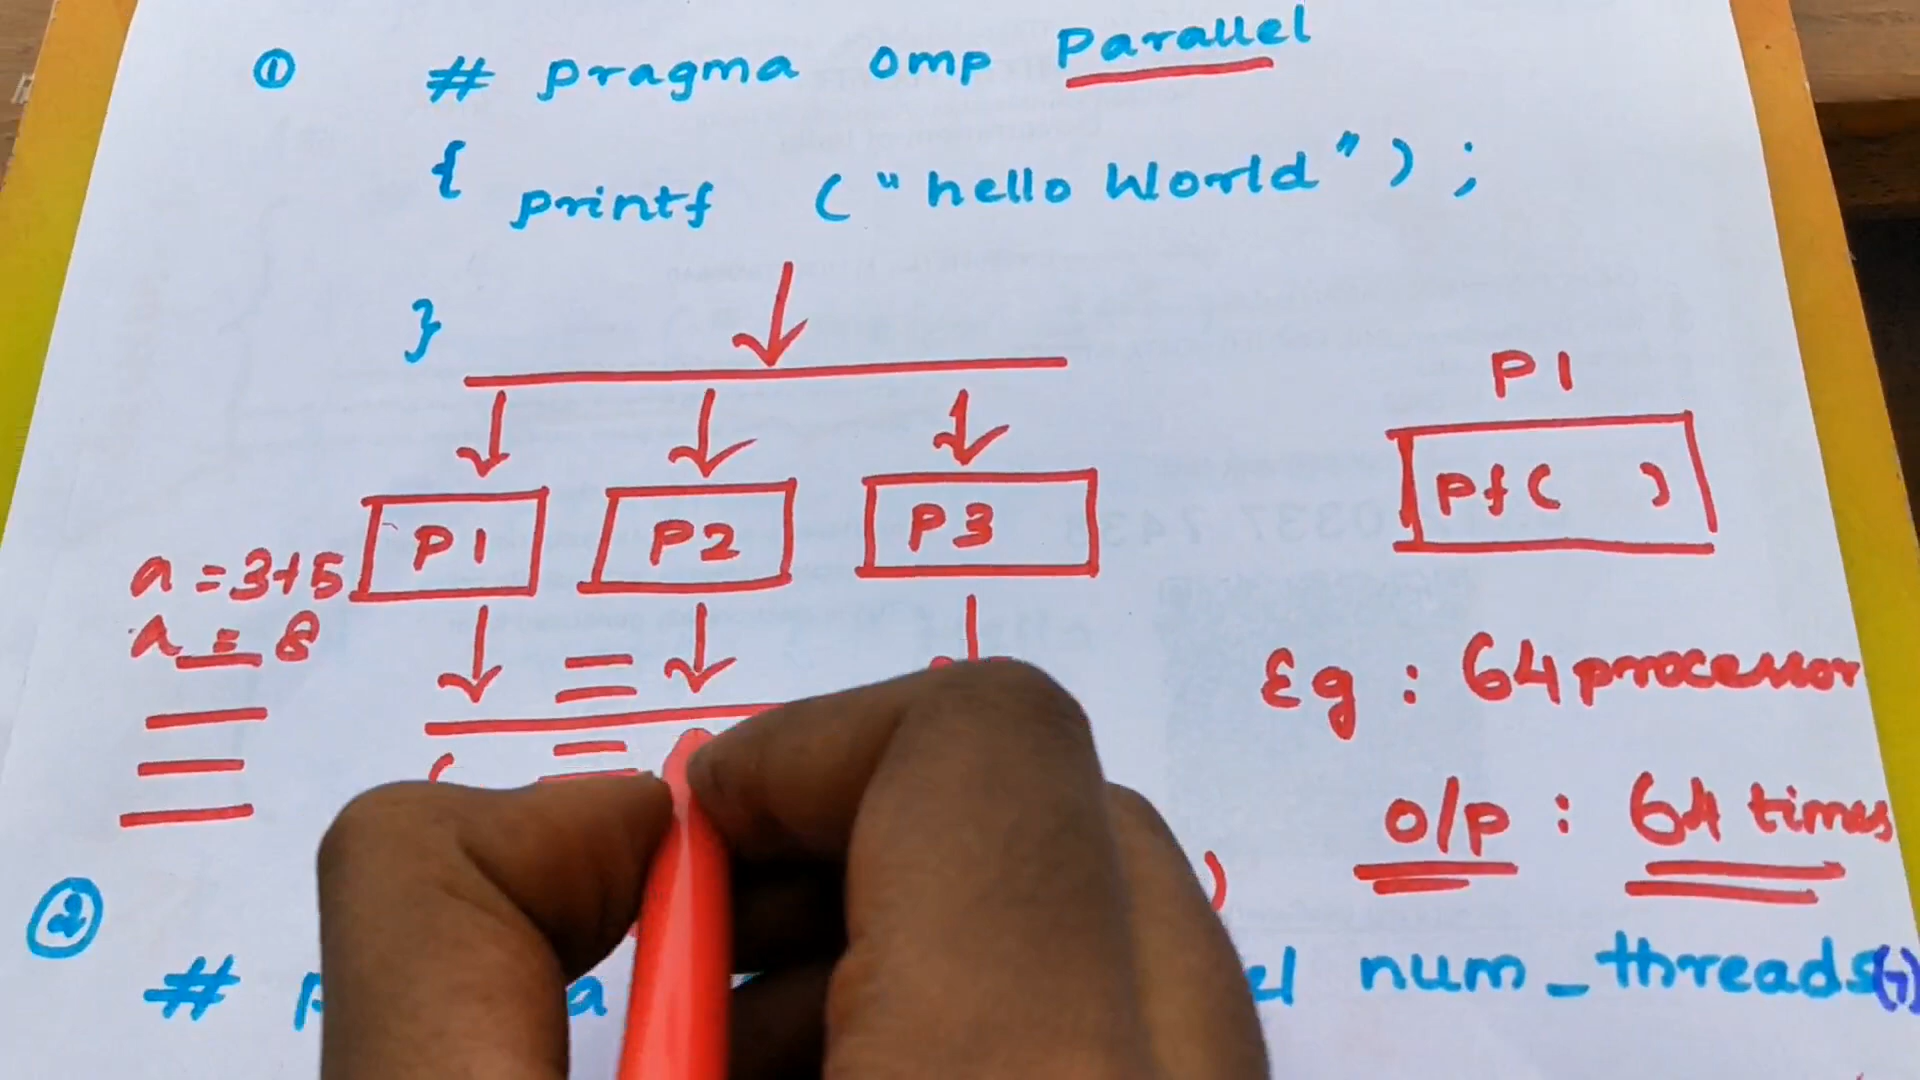 ① # pragma omp Parallel
{ printf ("hello World");
}
P1
P1 P2 P3
Pf( )
a = 3+5
a = 8
Eg : 64 processor
o/p : 64 times
②
# num_threads(7)